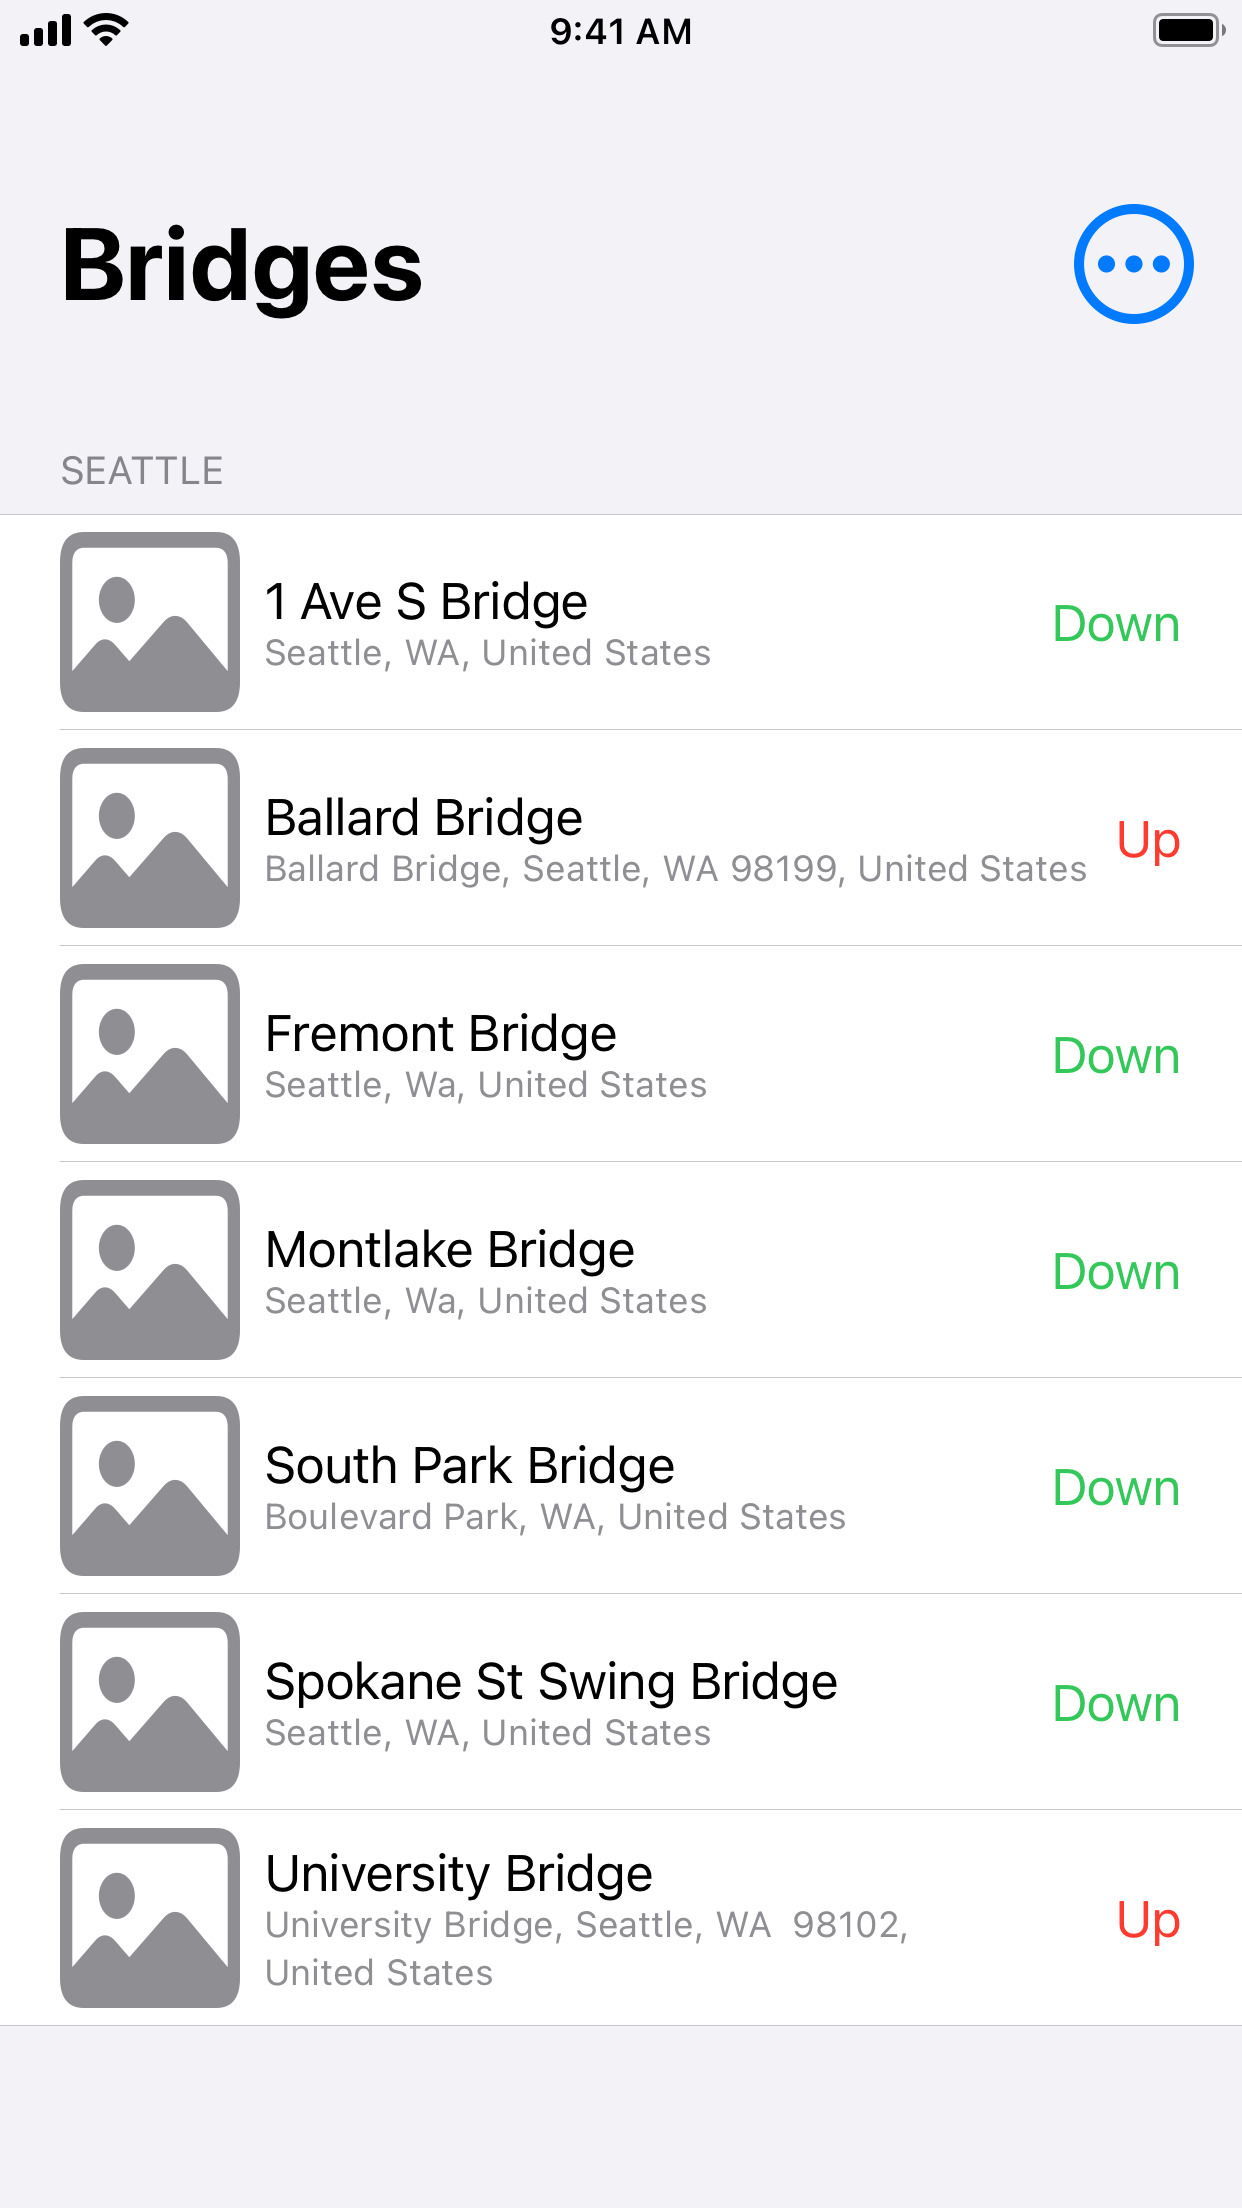 9:41 AM
Bridges
SEATTLE
1 Ave S Bridge
Seattle, WA, United States
Down
Ballard Bridge
Ballard Bridge, Seattle, WA 98199, United States
Up
Fremont Bridge
Seattle, Wa, United States
Down
Montlake Bridge
Seattle, Wa, United States
Down
South Park Bridge
Boulevard Park, WA, United States
Down
Spokane St Swing Bridge
Seattle, WA, United States
Down
University Bridge
University Bridge, Seattle, WA  98102,
United States
Up